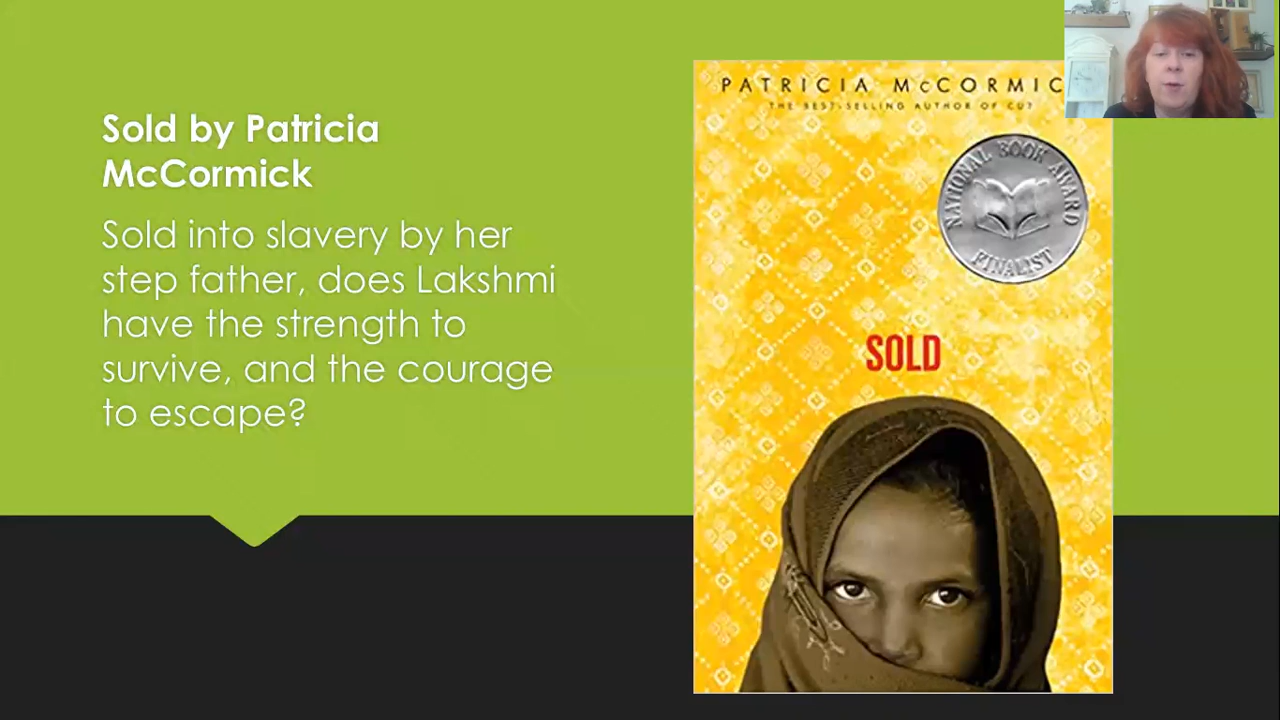 Sold by Patricia
McCormick
Sold into slavery by her
step father, does Lakshmi
have the strength to
survive, and the courage
to escape?
PATRICIA McCORMIC
THE BEST-SELLING AUTHOR OF CUT
NATIONAL BOOK AWARD
FINALIST
SOLD